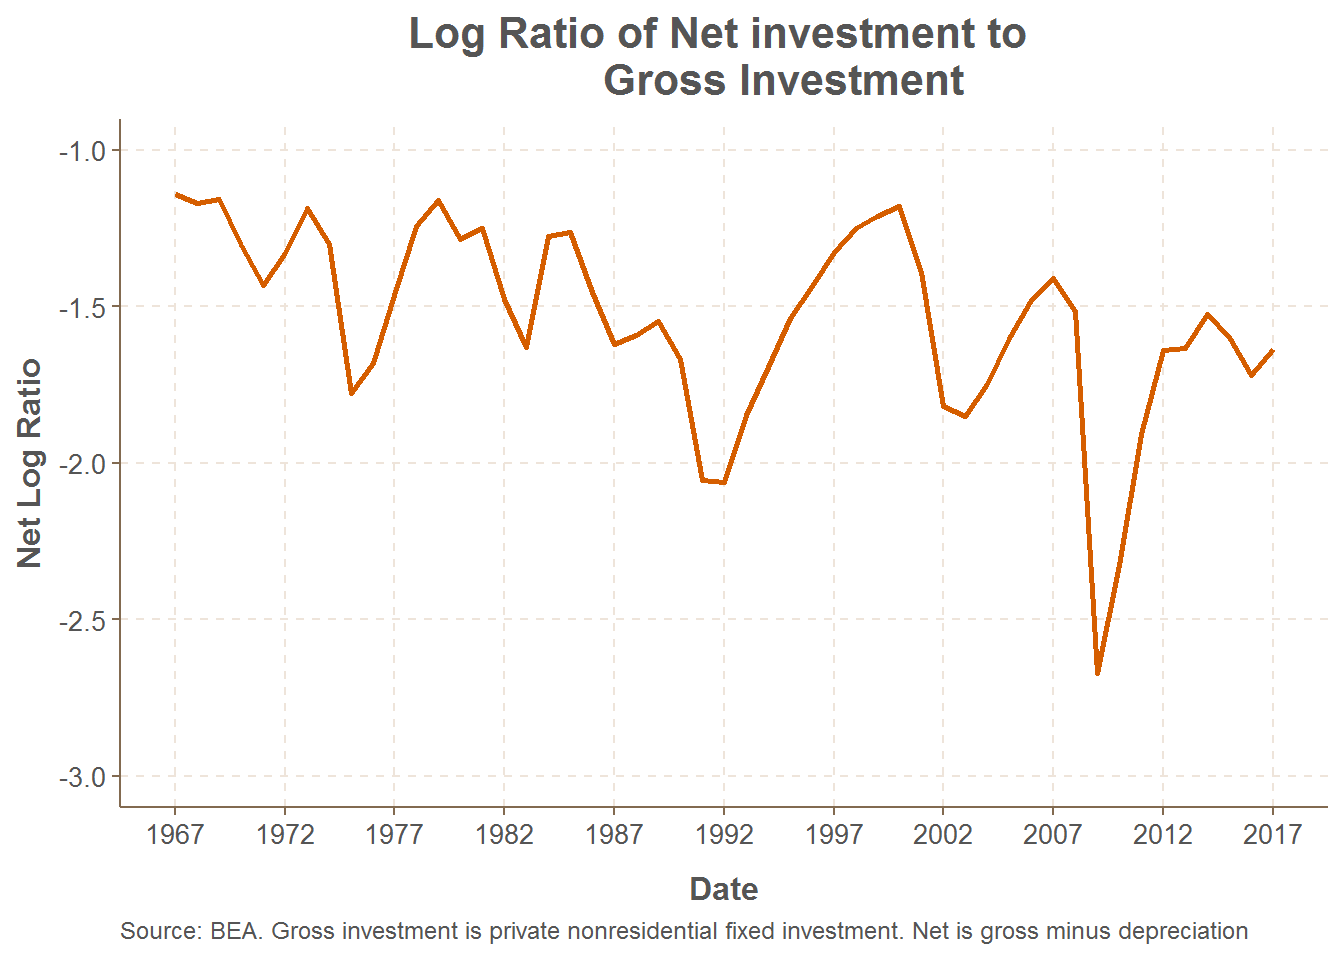 Log Ratio of Net investment to
Gross Investment
Net Log Ratio
-1.0
-1.5
-2.0
-2.5
-3.0
1967 1972 1977 1982 1987 1992 1997 2002 2007 2012 2017
Date
Source: BEA. Gross investment is private nonresidential fixed investment. Net is gross minus depreciation